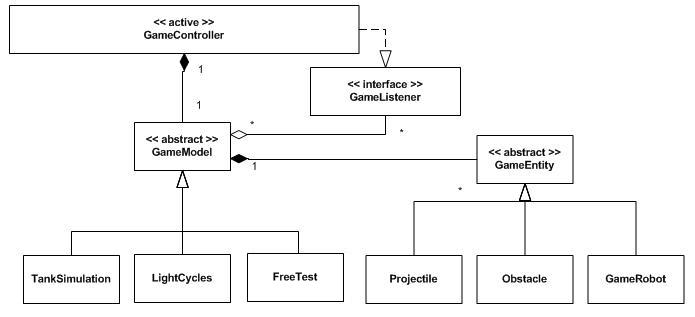 << active >>
GameController
1
<< interface >>
GameListener
1
*
*
<< abstract >>
GameModel
1
<< abstract >>
GameEntity
*
TankSimulation
LightCycles
FreeTest
Projectile
Obstacle
GameRobot